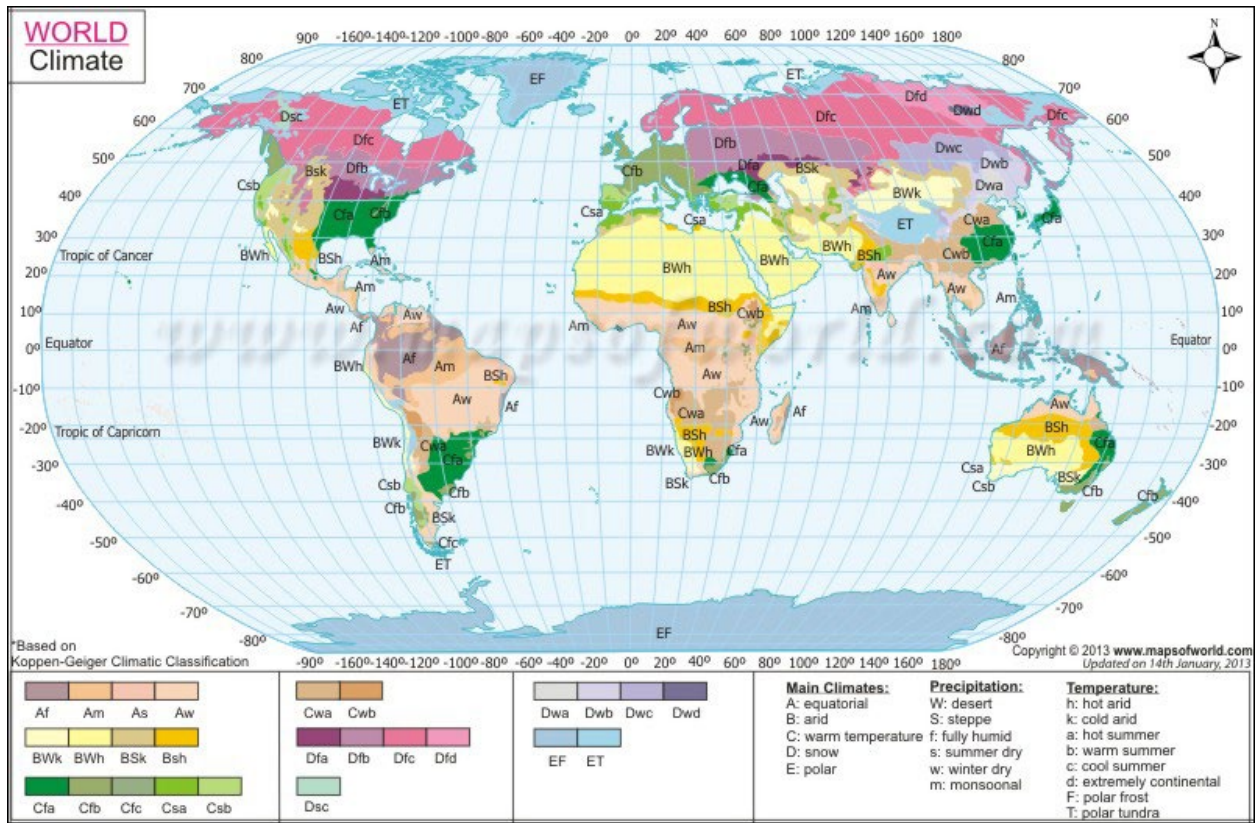 WORLD
Climate
N
90º -160º -140º -120º -100º -80º -60º -40º -20º 0º 20º 40º 60º 80º 100º 120º 140º 160º 180º
80º 80º
70º 70º
60º 60º
50º 50º
40º 40º
30º 30º
Tropic of Cancer
20º 20º
10º 10º
Equator 0º 0º Equator
-10º -10º
-20º -20º
Tropic of Capricorn
-30º -30º
-40º -40º
-50º -50º
-60º -60º
-70º -70º
-80º -80º
-90º -160º -140º -120º -100º -80º -60º -40º -20º 0º 20º 40º 60º 80º 100º 120º 140º 160º 180º
EF
ET
ET
Dsc
Dfc
Dfc
Dfd
Dwd
Dfc
Bsk
Dfb
Dfb
Dwc
Dwb
Csb
Cfb
Dfa
BSk
Cfa
Cfa
Cfb
Csa
Csa
BWk
Dwa
ET
Cwa
Cfa
Cfa
BWh
BSh
Am
BWh
BWh
BWh
BSh
Cwb
Aw
Aw
Am
Am
Aw
Am
Af
Aw
Am
BSh
Cwb
Aw
Am
Af
BWh
Af
Am
BSh
Aw
Af
Aw
Cwb
Cwa
Aw
Af
Aw
BSh
BWh
Cfa
BWk
Cwa
Cfa
BWk
BSh
BWh
Cfa
Csb
Cfb
BSk
Cfb
Csa
Csb
BSk
Cfb
Cfb
Cfb
BSk
Cfc
ET
EF
www.mapsofworld.com
*Based on
Koppen-Geiger Climatic Classification
Copyright © 2013 www.mapsofworld.com
Updated on 14th January, 2013
Af Am As Aw
BWk BWh BSk Bsh
Cfa Cfb Cfc Csa Csb
Cwa Cwb
Dfa Dfb Dfc Dfd
Dsc
Dwa Dwb Dwc Dwd
EF ET
Main Climates:
A: equatorial
B: arid
C: warm temperature
D: snow
E: polar
Precipitation:
W: desert
S: steppe
f: fully humid
s: summer dry
w: winter dry
m: monsoonal
Temperature:
h: hot arid
k: cold arid
a: hot summer
b: warm summer
c: cool summer
d: extremely continental
F: polar frost
T: polar tundra